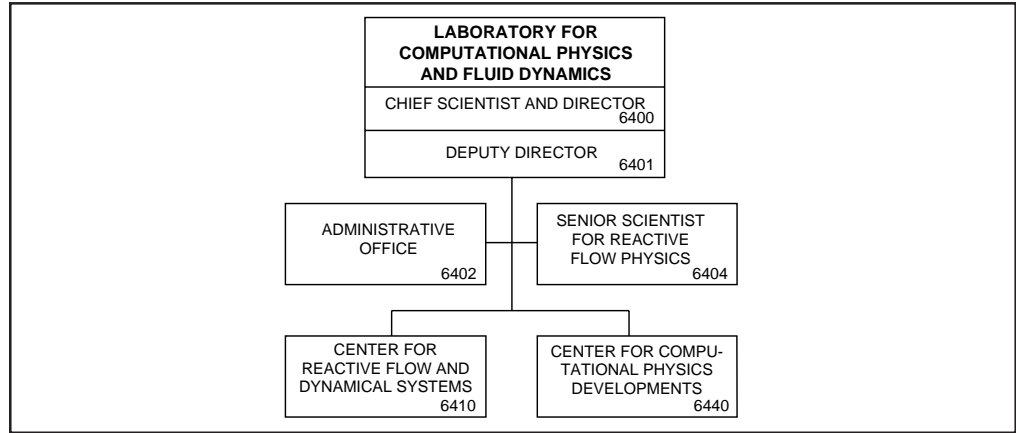 LABORATORY FOR
COMPUTATIONAL PHYSICS
AND FLUID DYNAMICS
CHIEF SCIENTIST AND DIRECTOR
6400
DEPUTY DIRECTOR
6401
ADMINISTRATIVE
OFFICE
6402
SENIOR SCIENTIST
FOR REACTIVE
FLOW PHYSICS
6404
CENTER FOR
REACTIVE FLOW AND
DYNAMICAL SYSTEMS
6410
CENTER FOR COMPU-
TATIONAL PHYSICS
DEVELOPMENTS
6440